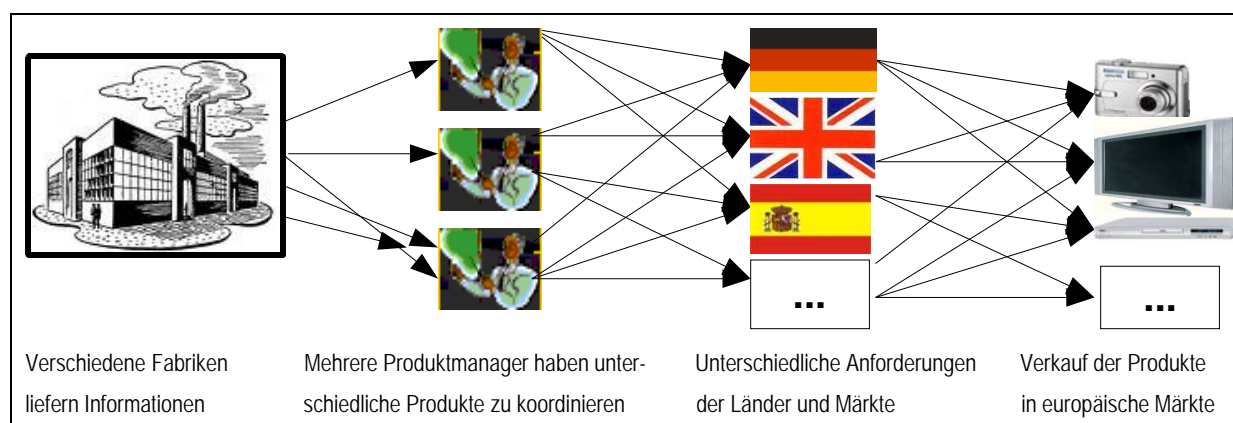 ...
...
Verschiedene Fabriken
liefern Informationen
Mehrere Produktmanager haben unter-
schiedliche Produkte zu koordinieren
Unterschiedliche Anforderungen
der Länder und Märkte
Verkauf der Produkte
in europäische Märkte